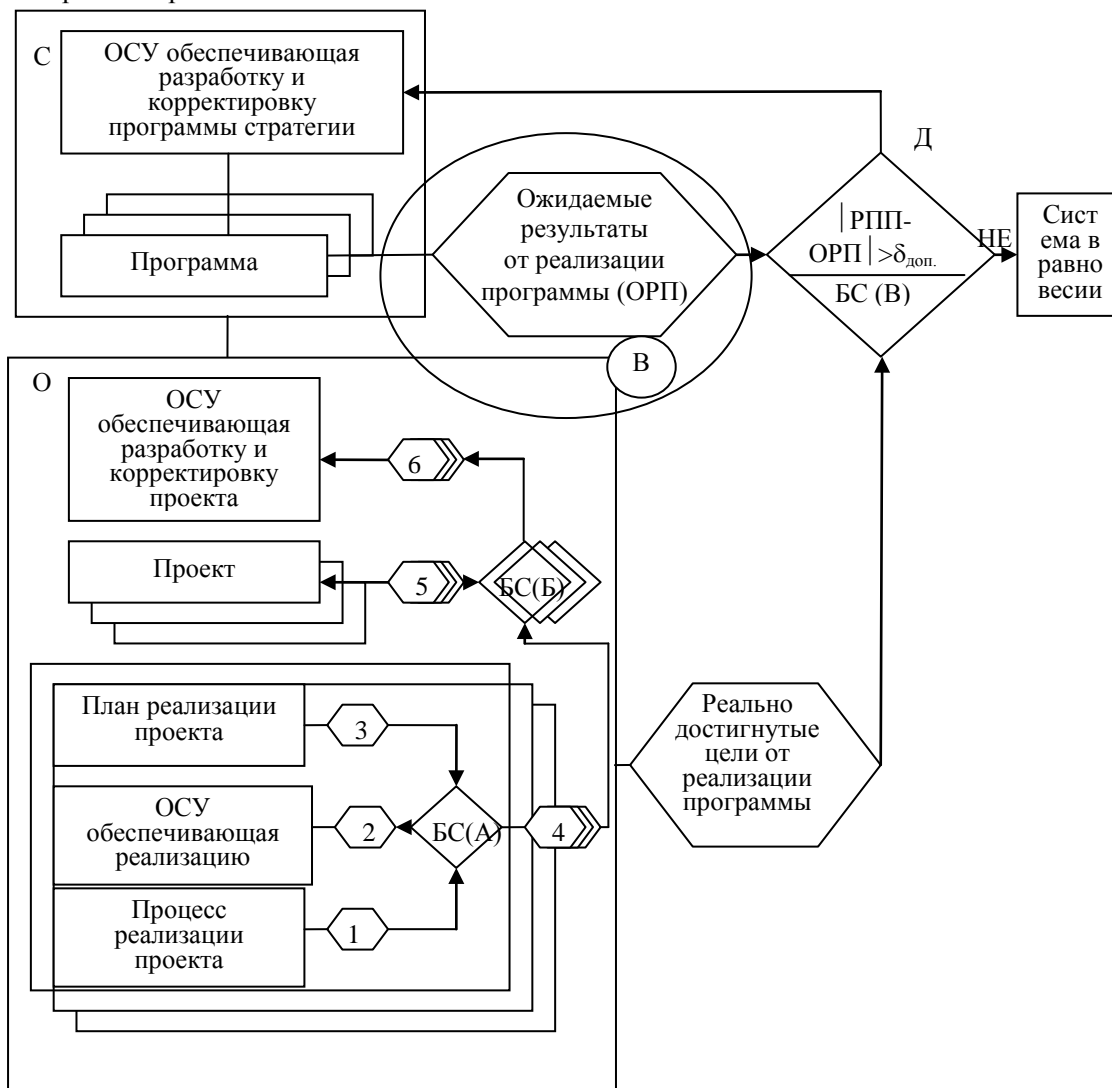 С
ОСУ обеспечивающая
разработку и
корректировку
программы стратегии
Программа
Ожидаемые
результаты
от реализации
программы (ОРП)
В
Д
|РПП-
ОРП|>δдоп.
БС (В)
НЕ
Сист
ема в
равно
весии
О
ОСУ
обеспечивающая
разработку и
корректировку
проекта
6
Проект
5
БС(Б)
План реализации
проекта
3
ОСУ
обеспечивающая
реализацию
2
БС(А)
4
Процесс
реализации
проекта
1
Реально
достигнутые
цели от
реализации
программы